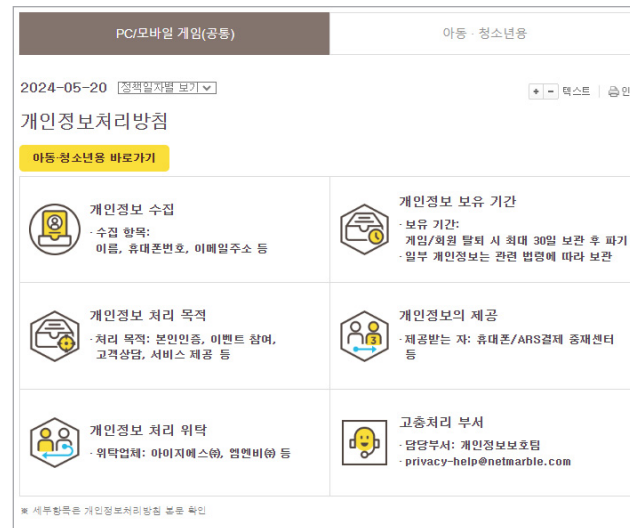 PC/모바일 게임(공통)
아동 · 청소년용
2024-05-20 정책일자별 보기
+ - 텍스트
개인정보처리방침
아동·청소년용 바로가기
개인정보 수집
· 수집 항목:
이름, 휴대폰번호, 이메일주소 등
개인정보 보유 기간
· 보유 기간:
게임/회원 탈퇴 시 최대 30일 보관 후 파기
· 일부 개인정보는 관련 법령에 따라 보관
개인정보 처리 목적
· 처리 목적: 본인인증, 이벤트 참여,
고객상담, 서비스 제공 등
개인정보의 제공
· 제공받는 자: 휴대폰/ARS결제 중재센터
등
3
개인정보 처리 위탁
· 위탁업체: 아이지에스㈜, 엠엔비㈜ 등
고충처리 부서
· 담당부서: 개인정보보호팀
· privacy-help@netmarble.com
※ 세부항목은 개인정보처리방침 본문 확인